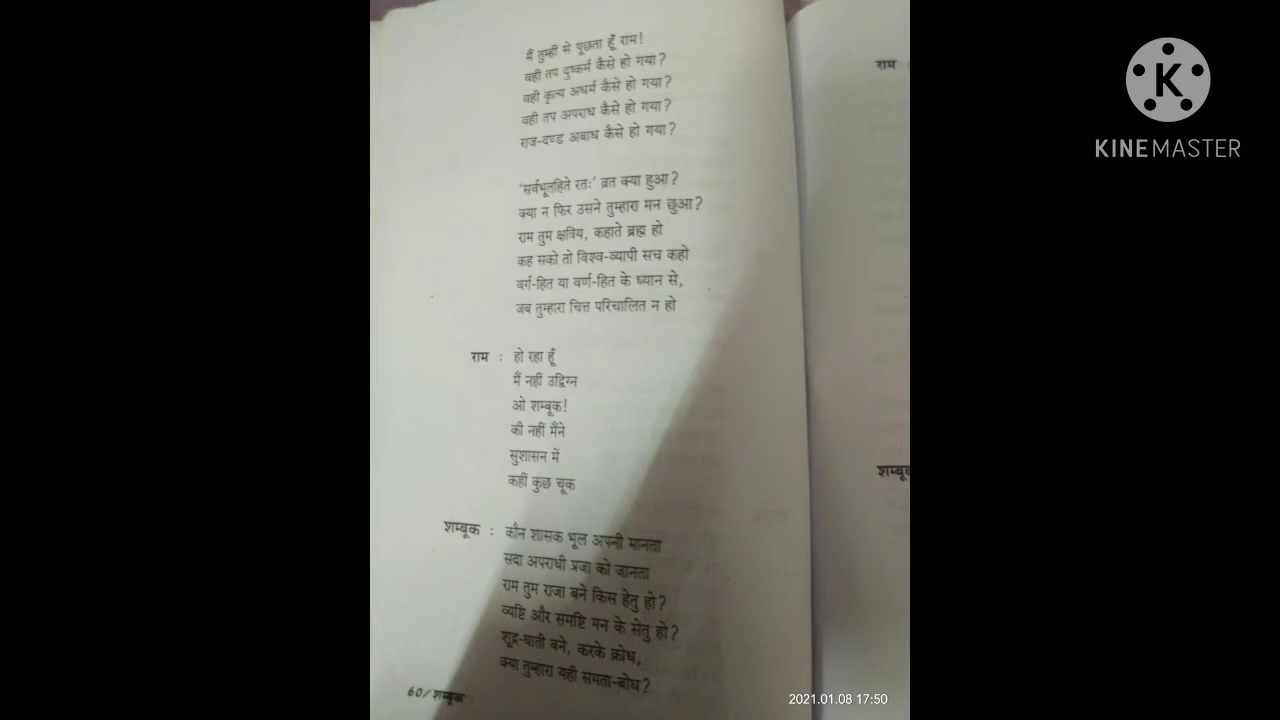 मैं तुम्हीं से पूछता हूँ राम!
वही तप दुष्कर्म कैसे हो गया?
वही कृत्य अधर्म कैसे हो गया?
वही तप अपराध कैसे हो गया?
राज-दण्ड अबाध कैसे हो गया?
'सर्वभूतहिते रतः' व्रत क्या हुआ?
क्या न फिर उसने तुम्हारा मन छुआ?
राम तुम क्षत्रिय, कहाते ब्रह्म हो
कह सको तो विश्व-व्यापी सच कहो
वर्ग-हित या वर्ण-हित के ध्यान से,
जब तुम्हारा चित्त परिचालित न हो
राम : हो रहा हूँ
मैं नहीं उद्विग्न
ओ शम्बूक!
की नहीं मैंने
सुशासन में
कहीं कुछ चूक
शम्बूक : कौन शासक भूल अपनी मानता
सदा अपराधी प्रजा को जानता
राम तुम राजा बने किस हेतु हो?
व्यष्टि और समष्टि मन के सेतु हो?
शूद्र-घाती बने, करके क्रोध,
क्या तुम्हारा यही समता-बोध?
60/शम्बूक
राम :
शम्बूक
K
KINEMASTER
2021.01.08 17:50